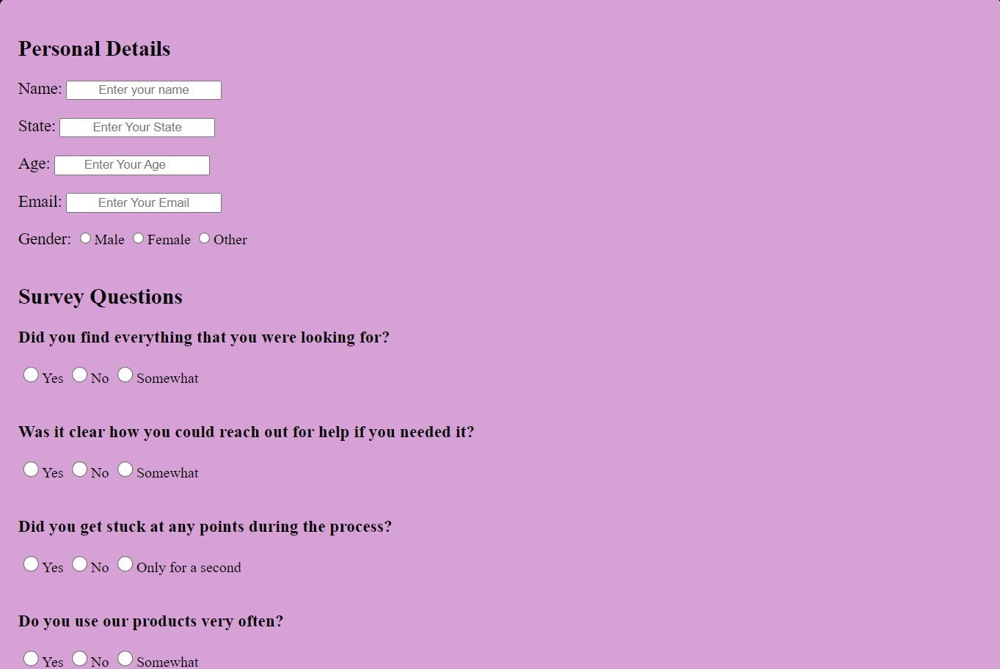 Personal Details
Name: Enter your name
State: Enter Your State
Age: Enter Your Age
Email: Enter Your Email
Gender: Male Female Other
Survey Questions
Did you find everything that you were looking for?
Yes No Somewhat
Was it clear how you could reach out for help if you needed it?
Yes No Somewhat
Did you get stuck at any points during the process?
Yes No Only for a second
Do you use our products very often?
Yes No Somewhat